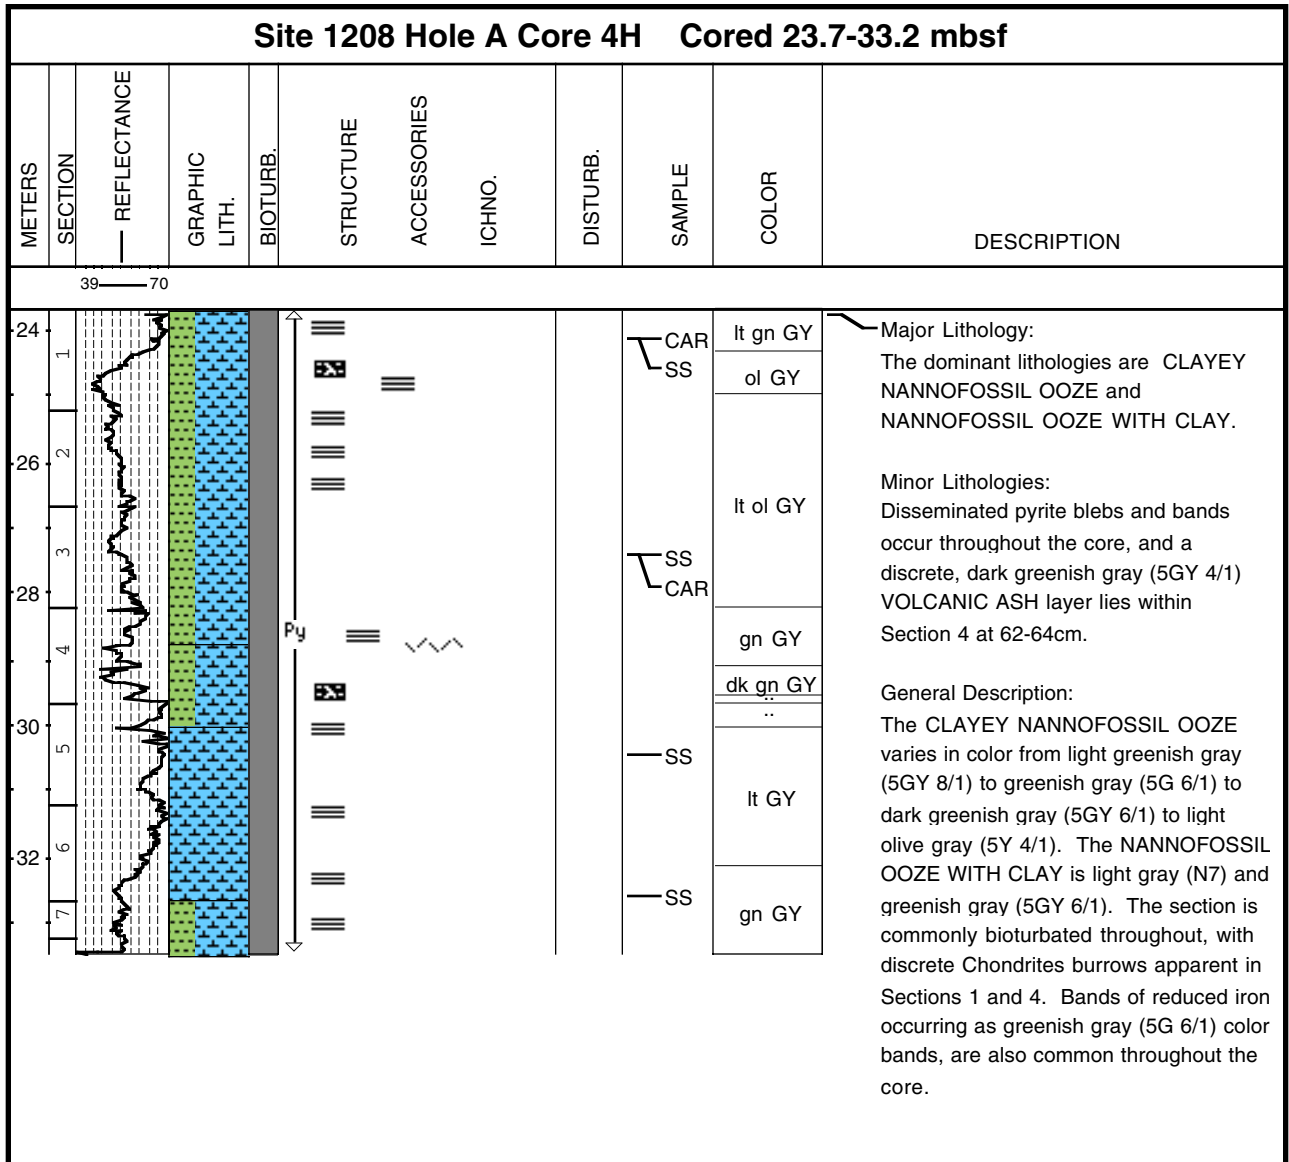 Site 1208 Hole A Core 4H Cored 23.7-33.2 mbsf
METERS
SECTION
REFLECTANCE
GRAPHIC
LITH.
BIOTURB.
STRUCTURE
ACCESSORIES
ICHNO.
DISTURB.
SAMPLE
COLOR
DESCRIPTION
39 70
24
26
28
30
32
1
2
3
4
5
6
7
Py
CAR
SS
SS
CAR
SS
SS
lt gn GY
ol GY
lt ol GY
gn GY
dk gn GY
..
..
lt GY
gn GY
Major Lithology:
The dominant lithologies are CLAYEY
NANNOFOSSIL OOZE and
NANNOFOSSIL OOZE WITH CLAY.
Minor Lithologies:
Disseminated pyrite blebs and bands
occur throughout the core, and a
discrete, dark greenish gray (5GY 4/1)
VOLCANIC ASH layer lies within
Section 4 at 62-64cm.
General Description:
The CLAYEY NANNOFOSSIL OOZE
varies in color from light greenish gray
(5GY 8/1) to greenish gray (5G 6/1) to
dark greenish gray (5GY 6/1) to light
olive gray (5Y 4/1). The NANNOFOSSIL
OOZE WITH CLAY is light gray (N7) and
greenish gray (5GY 6/1). The section is
commonly bioturbated throughout, with
discrete Chondrites burrows apparent in
Sections 1 and 4. Bands of reduced iron
occurring as greenish gray (5G 6/1) color
bands, are also common throughout the
core.